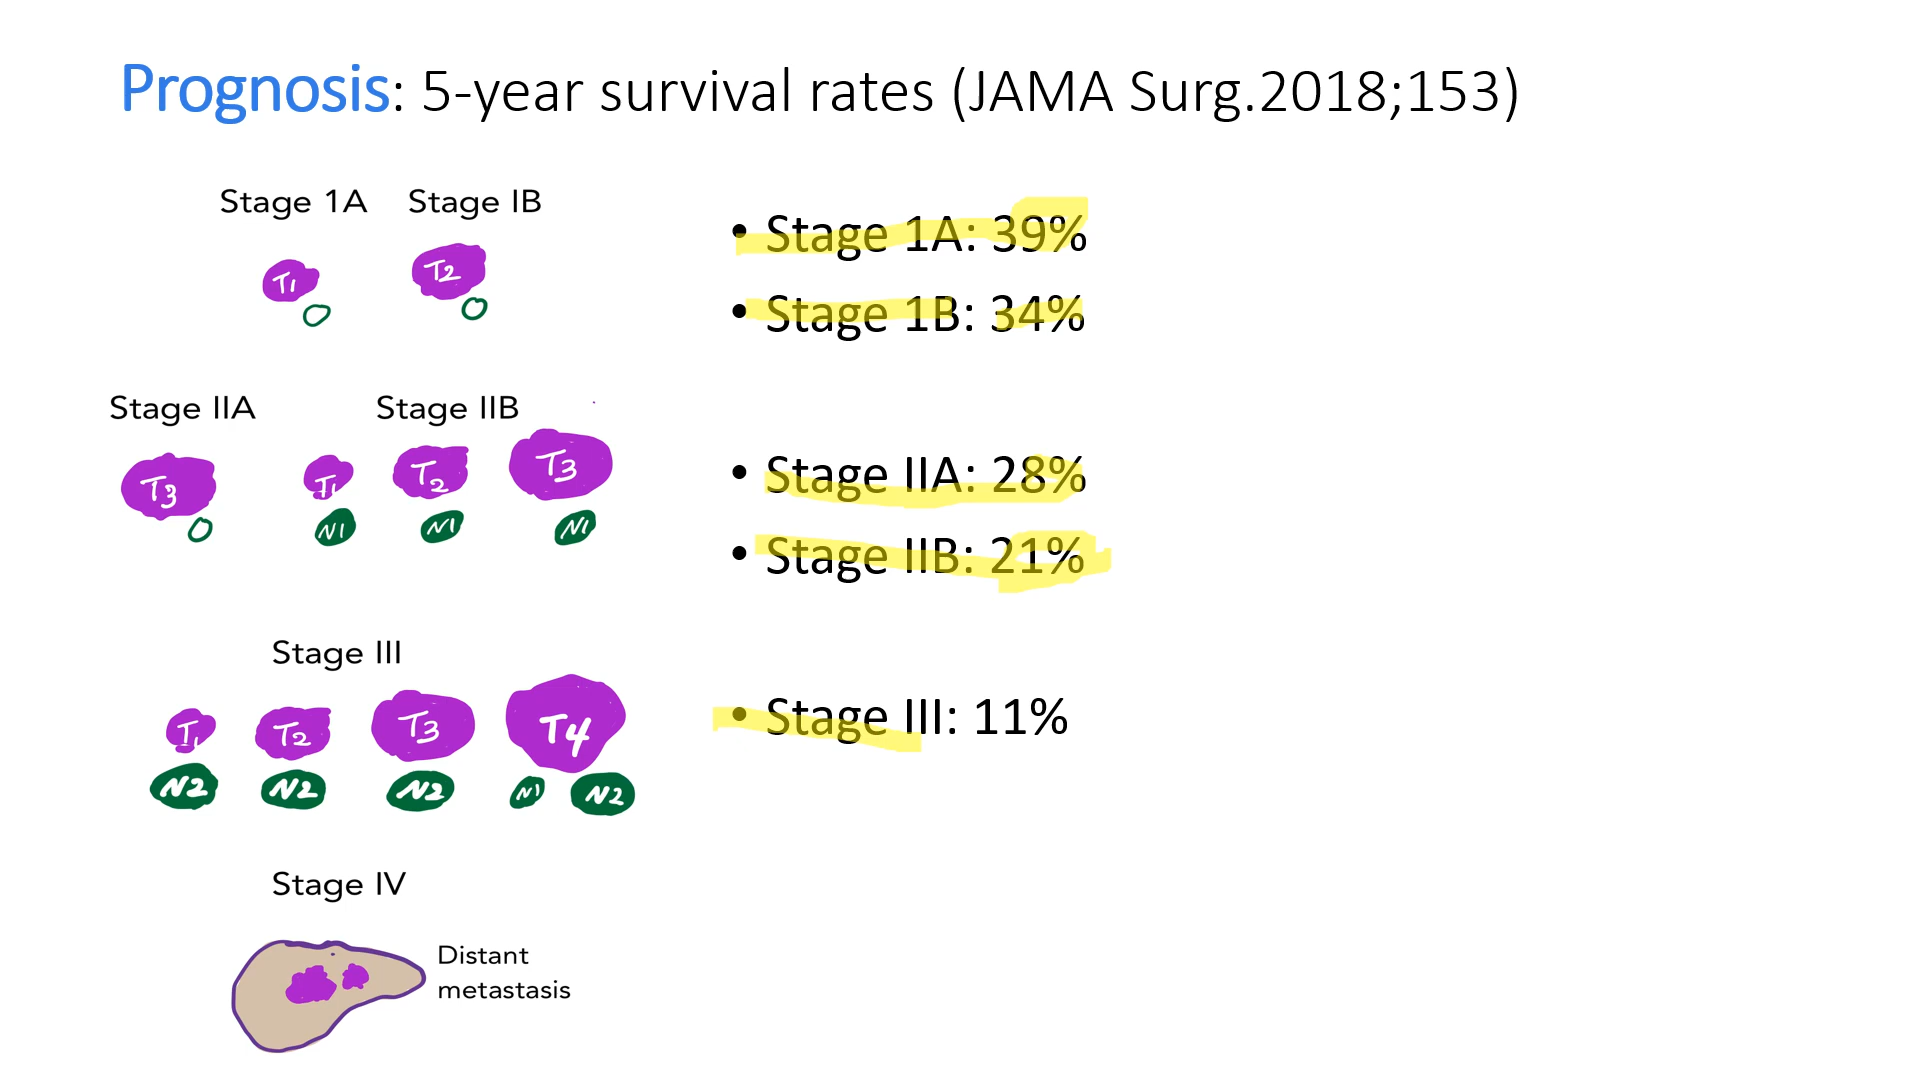 Prognosis: 5-year survival rates (JAMA Surg.2018;153)
Stage 1A Stage IB
T1 T2
Stage IIA Stage IIB
T3 T1 T2 T3
N1 N1 N1
Stage III
T1 T2 T3 T4
N2 N2 N2 N1 N2
Stage IV
Distant
metastasis
• Stage 1A: 39%
• Stage 1B: 34%
• Stage IIA: 28%
• Stage IIB: 21%
• Stage III: 11%